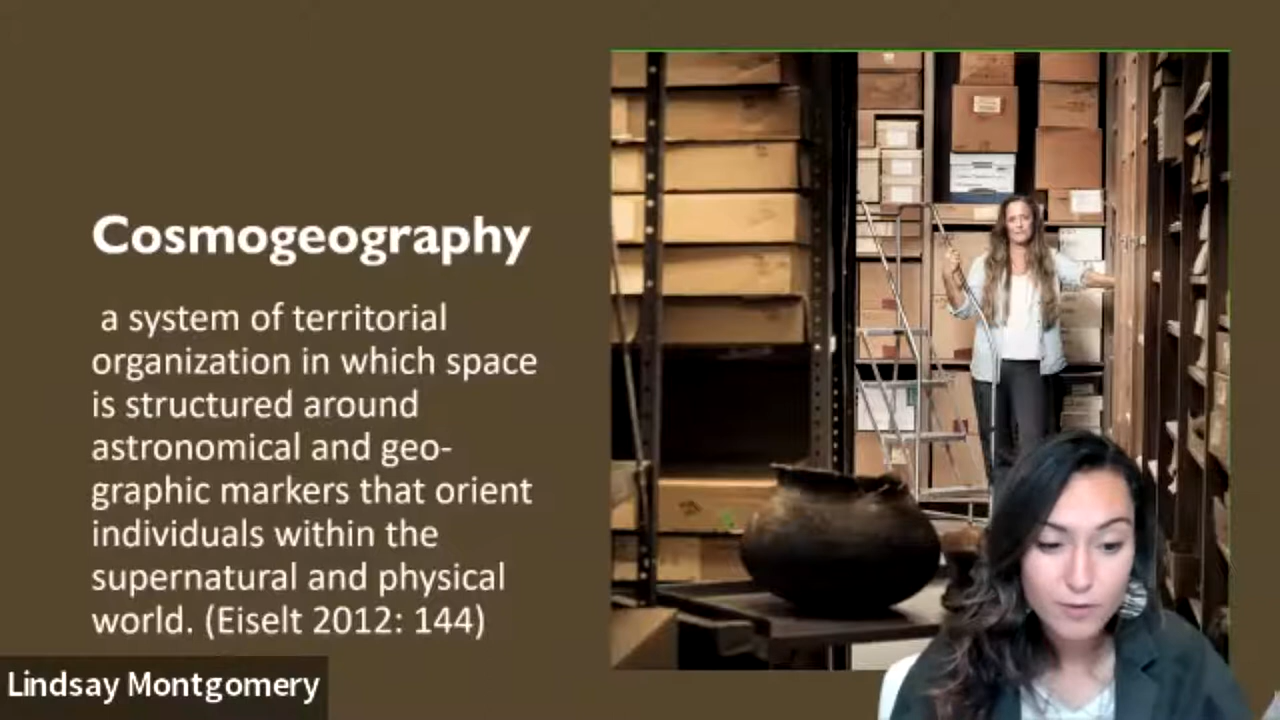 Cosmogeography
a system of territorial
organization in which space
is structured around
astronomical and geo-
graphic markers that orient
individuals within the
supernatural and physical
world. (Eiselt 2012: 144)
Lindsay Montgomery